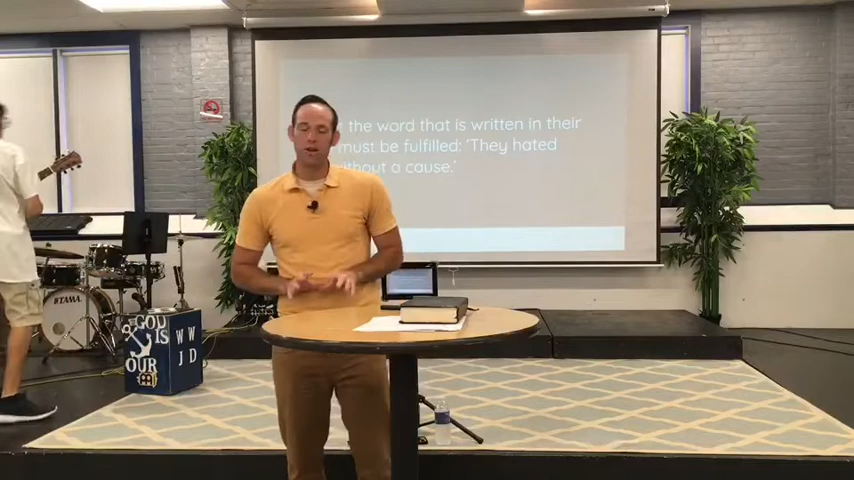 the word that is written in their
must be fulfilled: 'They hated
without a cause.'
TAMA
GOD IS
OUR
WW
JD